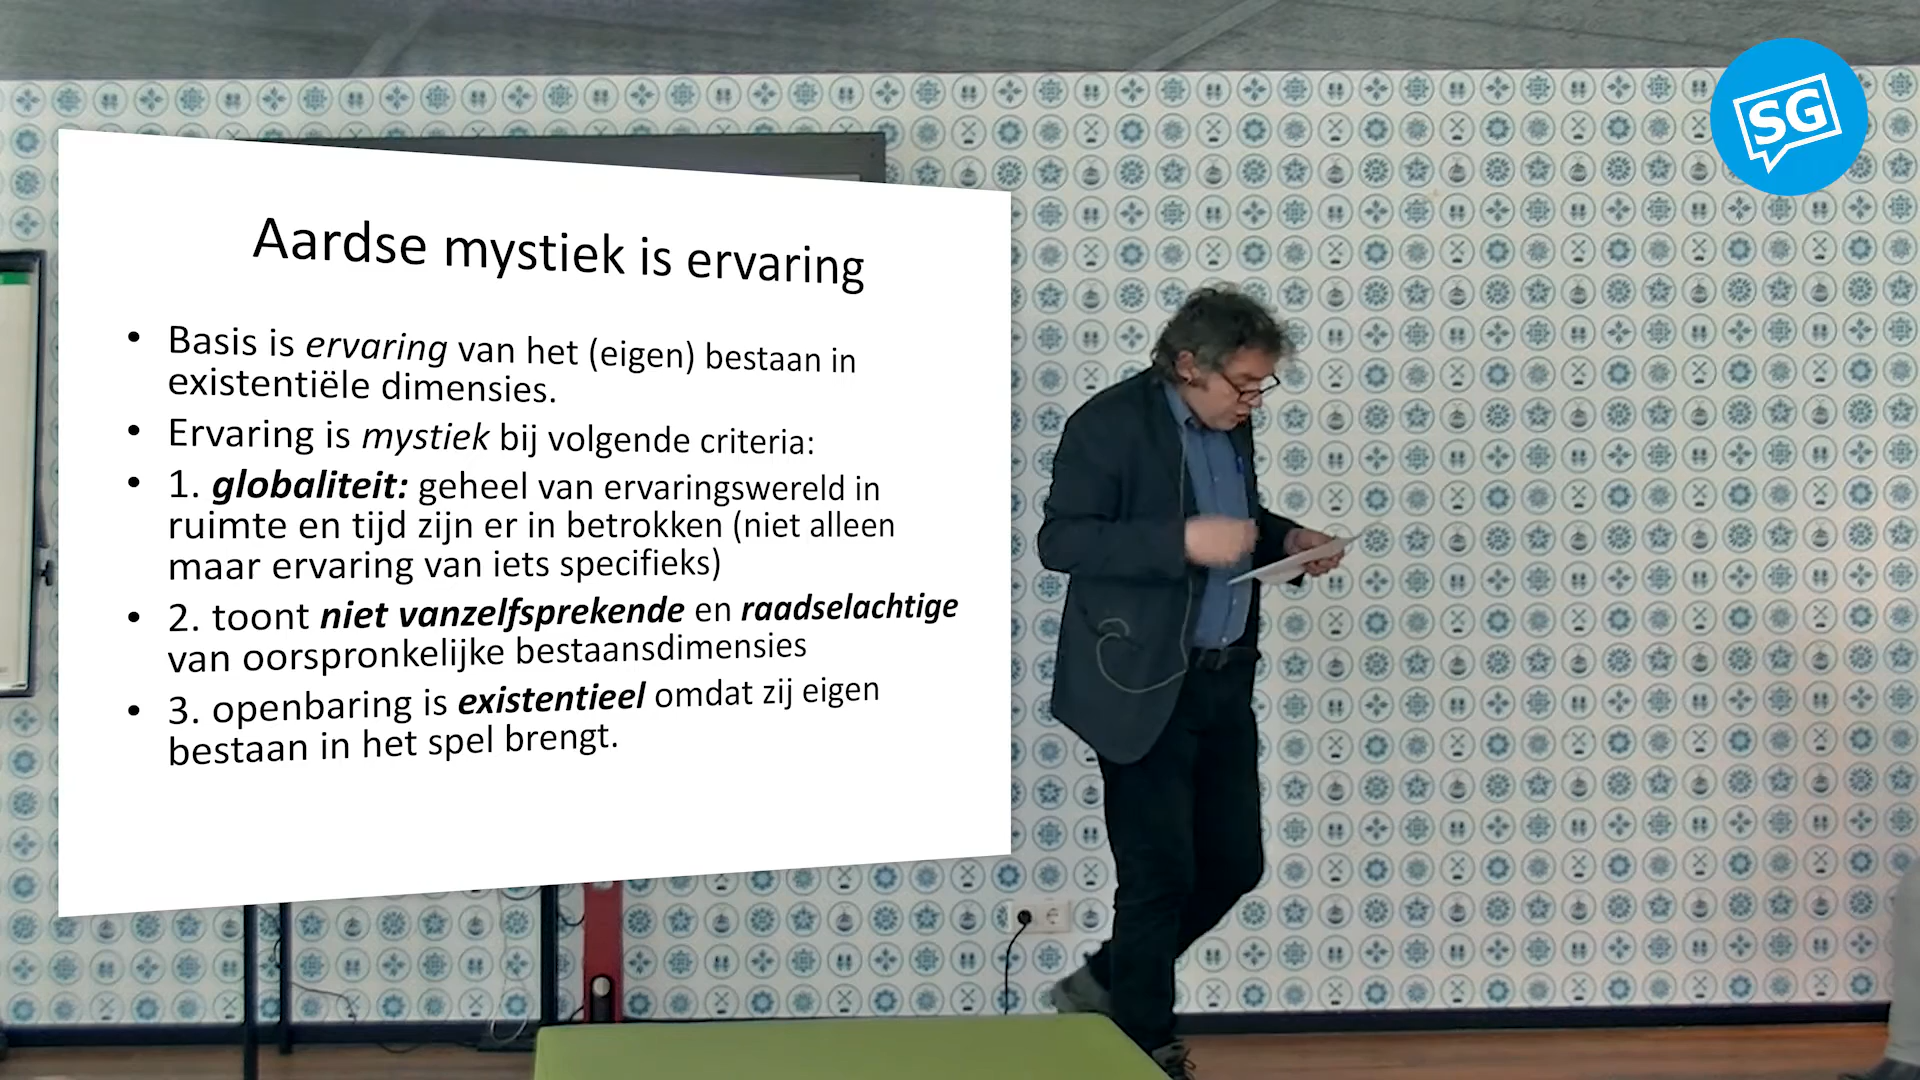 SG
Aardse mystiek is ervaring
• Basis is ervaring van het (eigen) bestaan in
existentiële dimensies.
• Ervaring is mystiek bij volgende criteria:
• 1. globaliteit: geheel van ervaringswereld in
ruimte en tijd zijn er in betrokken (niet alleen
maar ervaring van iets specifieks)
• 2. toont niet vanzelfsprekende en raadselachtige
van oorspronkelijke bestaansdimensies
• 3. openbaring is existentieel omdat zij eigen
bestaan in het spel brengt.